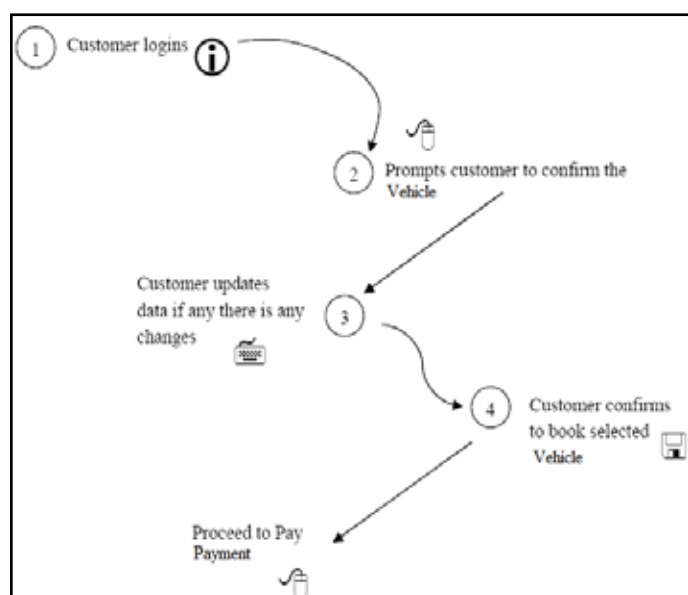 1 Customer logins
2 Prompts customer to confirm the
Vehicle
Customer updates
data if any there is any
changes
3
4 Customer confirms
to book selected
Vehicle
Proceed to Pay
Payment